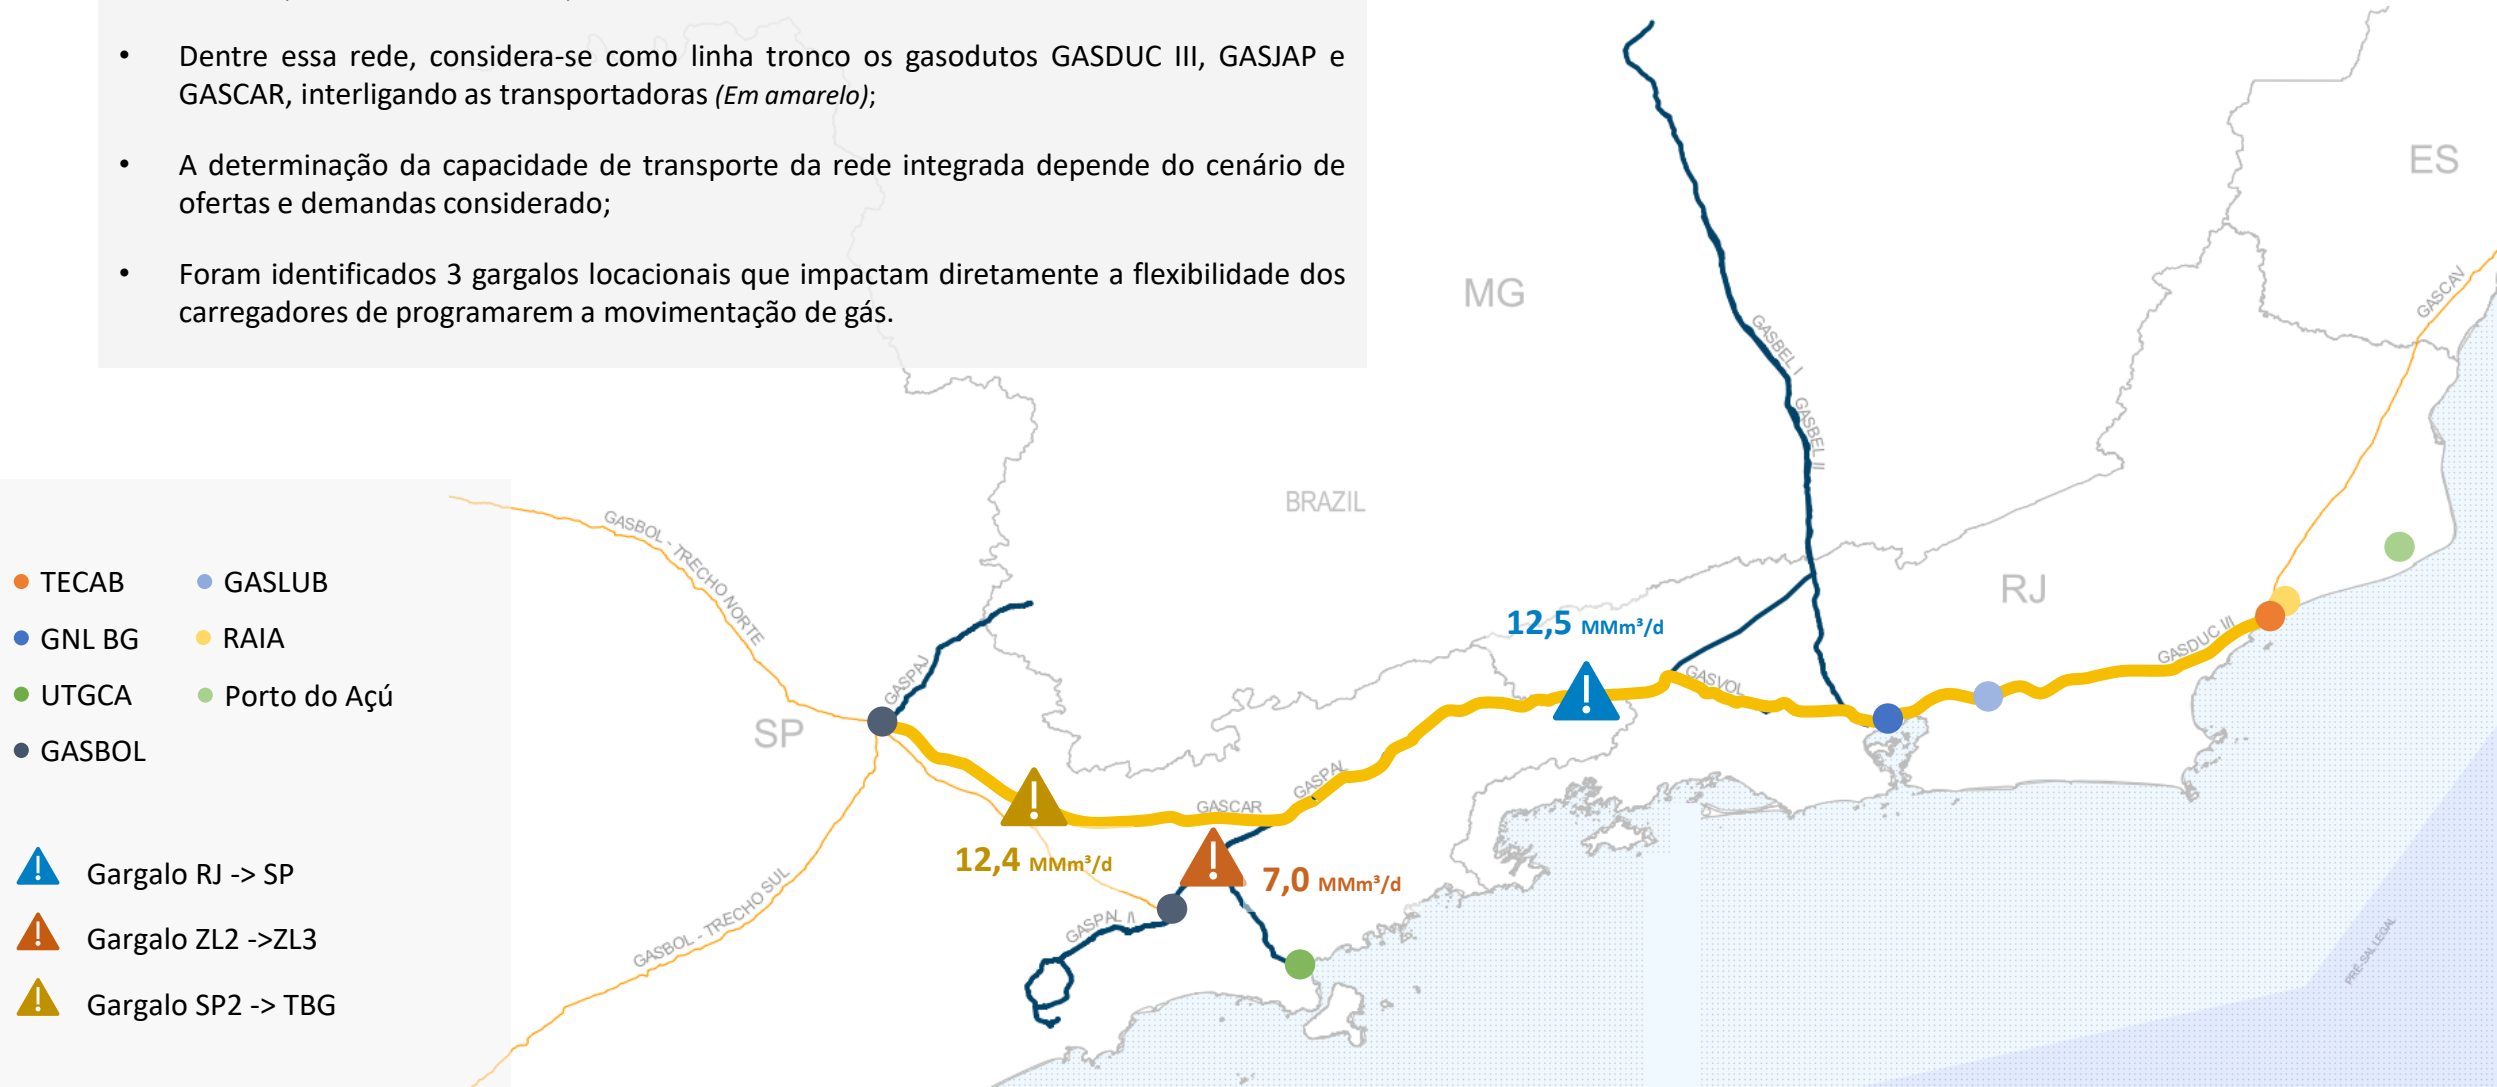 • Dentre essa rede, considera-se como linha tronco os gasodutos GASDUC III, GASJAP e
GASCAR, interligando as transportadoras (Em amarelo);
• A determinação da capacidade de transporte da rede integrada depende do cenário de
ofertas e demandas considerado;
• Foram identificados 3 gargalos locacionais que impactam diretamente a flexibilidade dos
carregadores de programarem a movimentação de gás.
ES
MG
GASCAV
GASBEL I
GASBEL II
BRAZIL
GASBOL - TRECHO NORTE
TECAB
GASLUB
GNL BG
RAIA
UTGCA
Porto do Açú
GASBOL
RJ
12,5 MMm³/d
GASDUC III
GASVOL
GASPAJ
SP
GASPAL
GASCAR
12,4 MMm³/d
7,0 MMm³/d
GASPAL II
GASBOL - TRECHO SUL
PRÉ-SAL LEGAL
Gargalo RJ -> SP
Gargalo ZL2 ->ZL3
Gargalo SP2 -> TBG